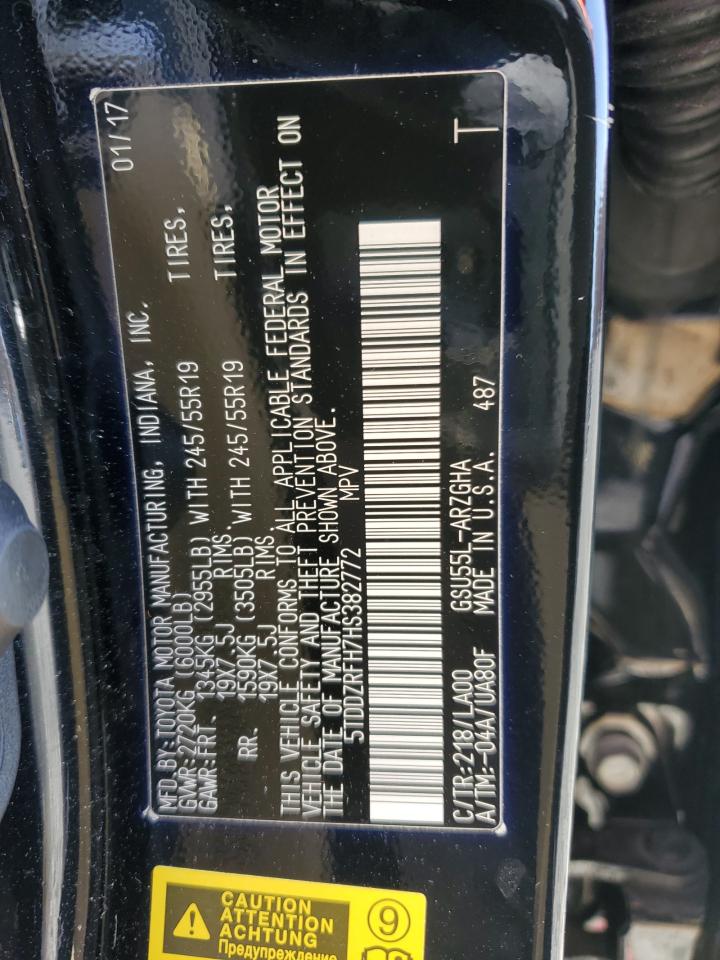 MFD.BY:TOYOTA MOTOR MANUFACTURING, INDIANA, INC. 01/17
GVWR:2720KG (6000LB)
GAWR:FRT. 1345KG (2955LB) WITH 245/55R19 TIRES,
19X7.5J RIMS
RR. 1590KG (3505LB) WITH 245/55R19 TIRES,
19X7.5J RIMS
THIS VEHICLE CONFORMS TO ALL APPLICABLE FEDERAL MOTOR
VEHICLE SAFETY AND THEFT PREVENTION STANDARDS IN EFFECT ON
THE DATE OF MANUFACTURE SHOWN ABOVE.
5TDDZRFH7HS382772 MPV
C/TR:218/LA00 GSU55L-ARZGHA T
A/TM:-04A/UA80F MADE IN U.S.A. 487
CAUTION
ATTENTION
ACHTUNG
Предупреждение
9